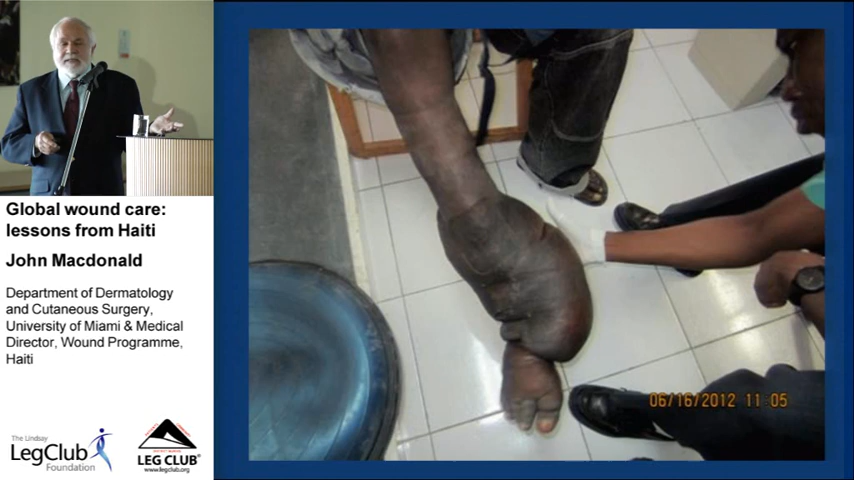 Global wound care:
lessons from Haiti
John Macdonald
Department of Dermatology
and Cutaneous Surgery,
University of Miami & Medical
Director, Wound Programme,
Haiti
The Lindsay
LegClub
Foundation
LEG CLUB®
www.legclub.org
06/16/2012 11:05